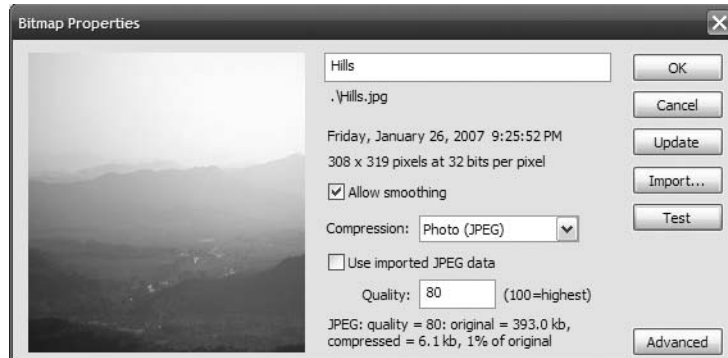 Bitmap Properties
Hills
OK
.\Hills.jpg
Cancel
Friday, January 26, 2007 9:25:52 PM
Update
308 x 319 pixels at 32 bits per pixel
Import...
Allow smoothing
Test
Compression: Photo (JPEG)
Use imported JPEG data
Quality: 80 (100=highest)
JPEG: quality = 80: original = 393.0 kb,
compressed = 6.1 kb, 1% of original
Advanced